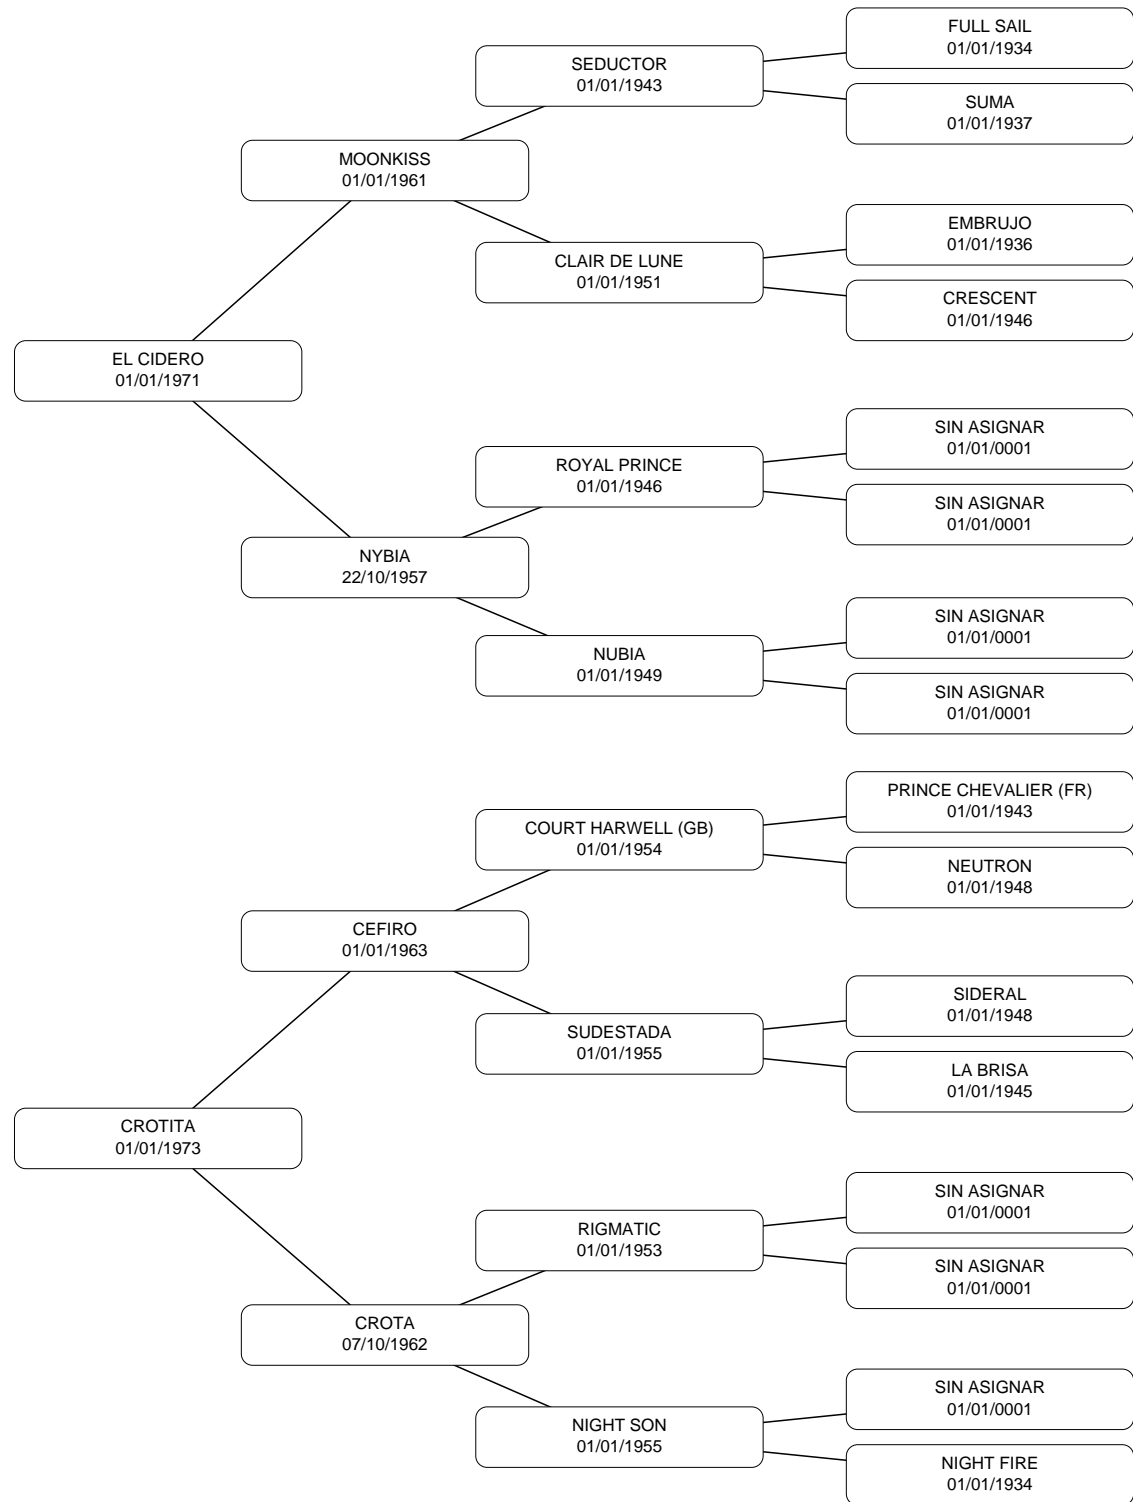 FULL SAIL
01/01/1934
SEDUCTOR
01/01/1943
SUMA
01/01/1937
MOONKISS
01/01/1961
EMBRUJO
01/01/1936
CLAIR DE LUNE
01/01/1951
CRESCENT
01/01/1946
EL CIDERO
01/01/1971
SIN ASIGNAR
01/01/0001
ROYAL PRINCE
01/01/1946
SIN ASIGNAR
01/01/0001
NYBIA
22/10/1957
SIN ASIGNAR
01/01/0001
NUBIA
01/01/1949
SIN ASIGNAR
01/01/0001
PRINCE CHEVALIER (FR)
01/01/1943
COURT HARWELL (GB)
01/01/1954
NEUTRON
01/01/1948
CEFIRO
01/01/1963
SIDERAL
01/01/1948
SUDESTADA
01/01/1955
LA BRISA
01/01/1945
CROTITA
01/01/1973
SIN ASIGNAR
01/01/0001
RIGMATIC
01/01/1953
SIN ASIGNAR
01/01/0001
CROTA
07/10/1962
SIN ASIGNAR
01/01/0001
NIGHT SON
01/01/1955
NIGHT FIRE
01/01/1934